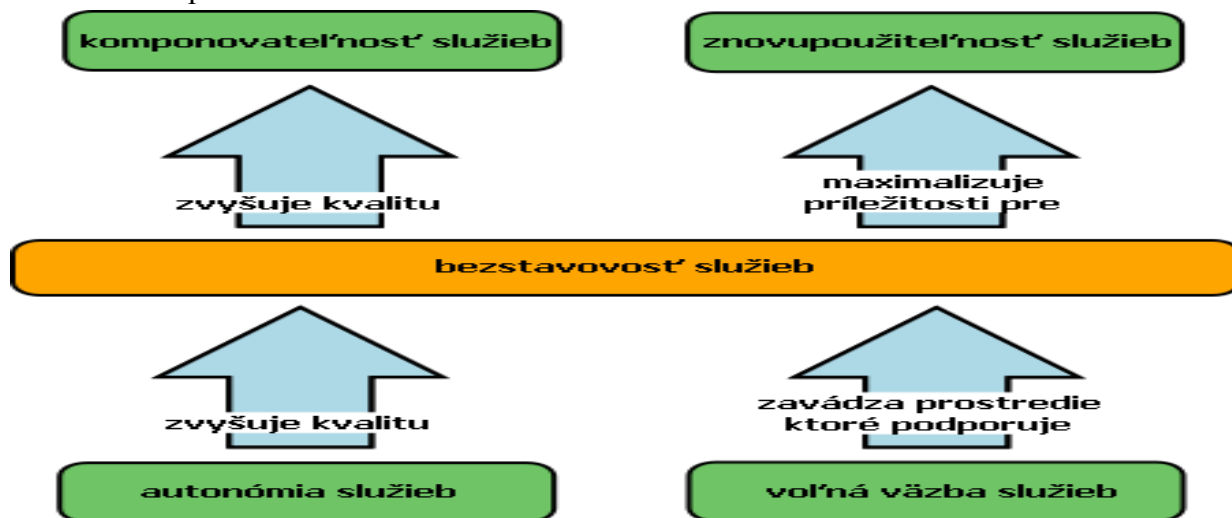 komponovateľnosť služieb
znovupoužiteľnosť služieb
zvyšuje kvalitu
maximalizuje
príležitosti pre
bezstavovosť služieb
zvyšuje kvalitu
zavádza prostredie
ktoré podporuje
autonómia služieb
voľná väzba služieb